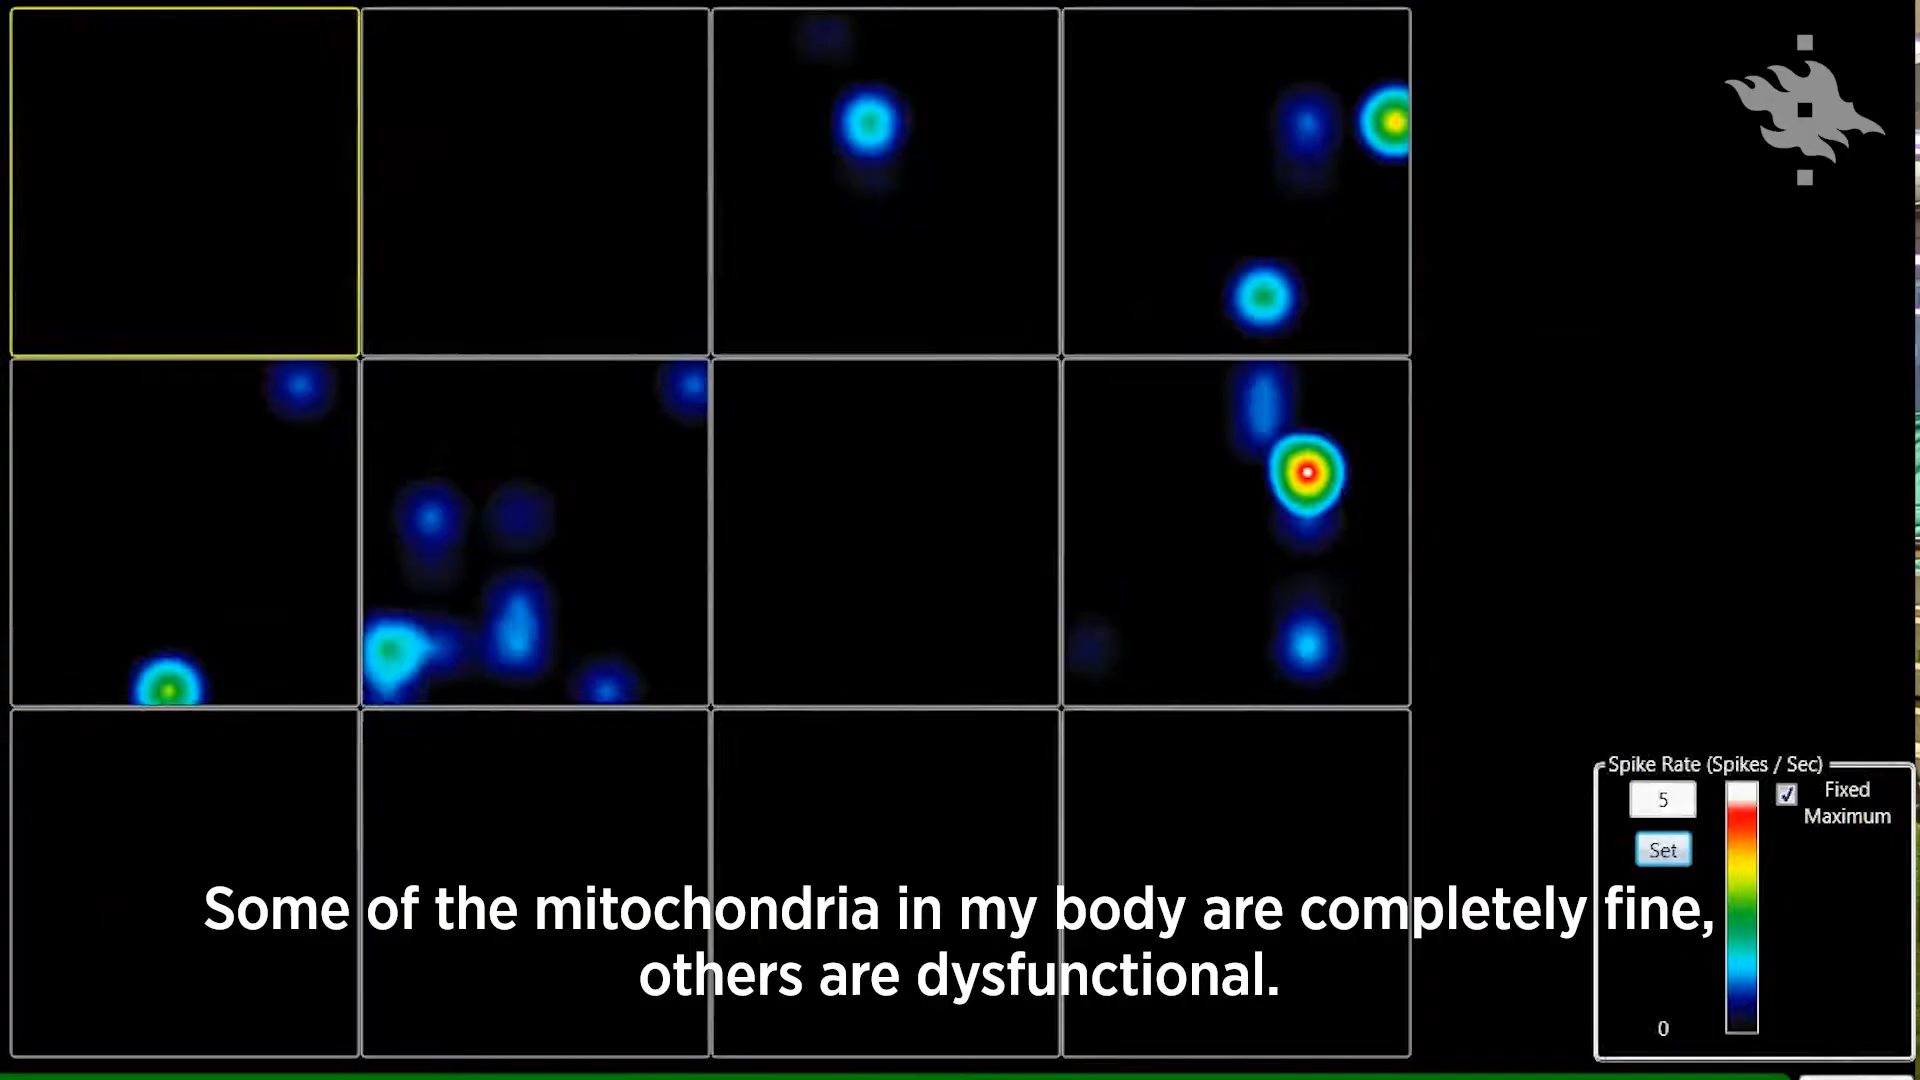 Spike Rate (Spikes / Sec)
5
Fixed
Maximum
Set
0
Some of the mitochondria in my body are completely fine,
others are dysfunctional.